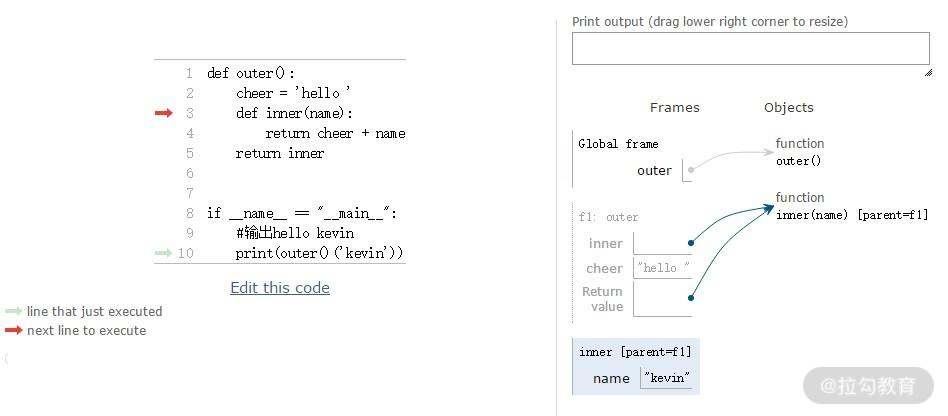 Print output (drag lower right corner to resize)
1 def outer():
2 cheer = 'hello '
3 def inner(name):
4 return cheer + name
5 return inner
6
7
8 if __name__ == "__main__":
9 #输出hello kevin
10 print(outer()('kevin'))
Edit this code
line that just executed
next line to execute
Frames Objects
Global frame
outer
function
outer()
function
inner(name) [parent=f1]
f1: outer
inner
cheer "hello "
Return
value
inner [parent=f1]
name "kevin"
@拉勾教育